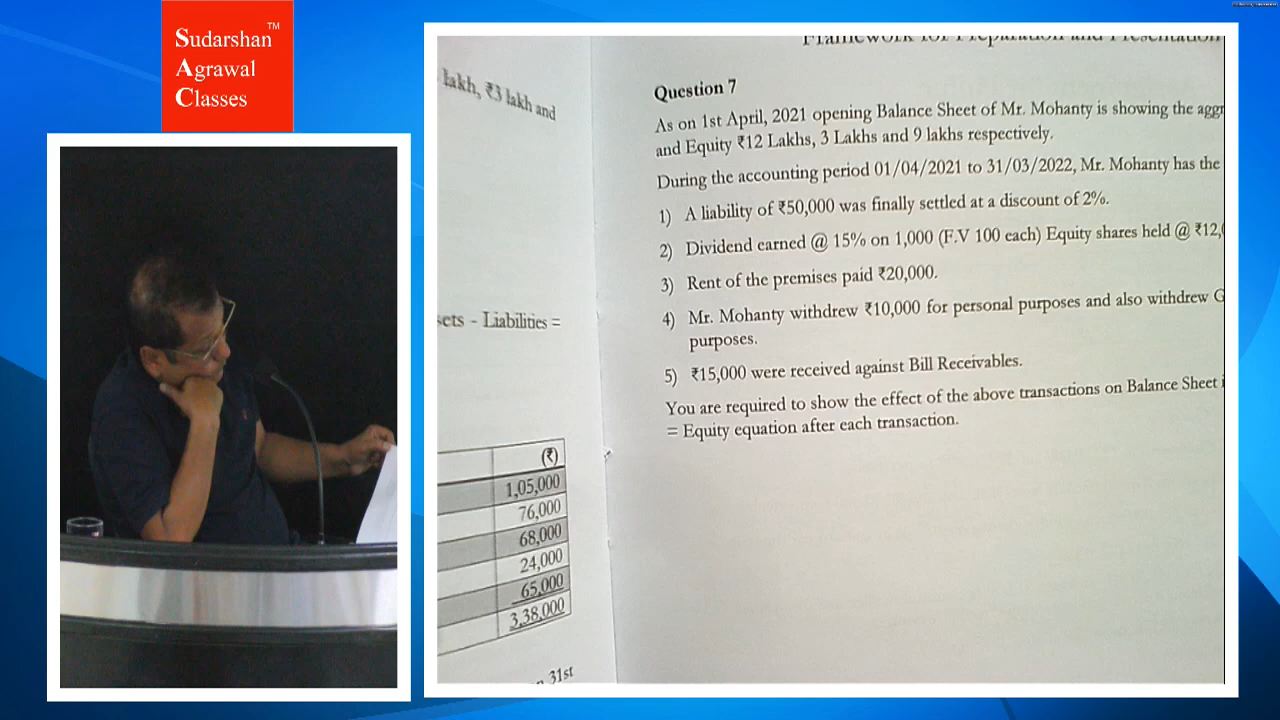 Sudarshan™
Agrawal
Classes
lakh, ₹3 lakh and
sets - Liabilities =
(₹)
1,05,000
76,000
68,000
24,000
65,000
3,38,000
31st
Framework for Preparation and Presentation
Question 7
As on 1st April, 2021 opening Balance Sheet of Mr. Mohanty is showing the aggr
and Equity ₹12 Lakhs, 3 Lakhs and 9 lakhs respectively.
During the accounting period 01/04/2021 to 31/03/2022, Mr. Mohanty has the
1) A liability of ₹50,000 was finally settled at a discount of 2%.
2) Dividend earned @ 15% on 1,000 (F.V 100 each) Equity shares held @ ₹12,0
3) Rent of the premises paid ₹20,000.
4) Mr. Mohanty withdrew ₹10,000 for personal purposes and also withdrew G
purposes.
5) ₹15,000 were received against Bill Receivables.
You are required to show the effect of the above transactions on Balance Sheet i
= Equity equation after each transaction.